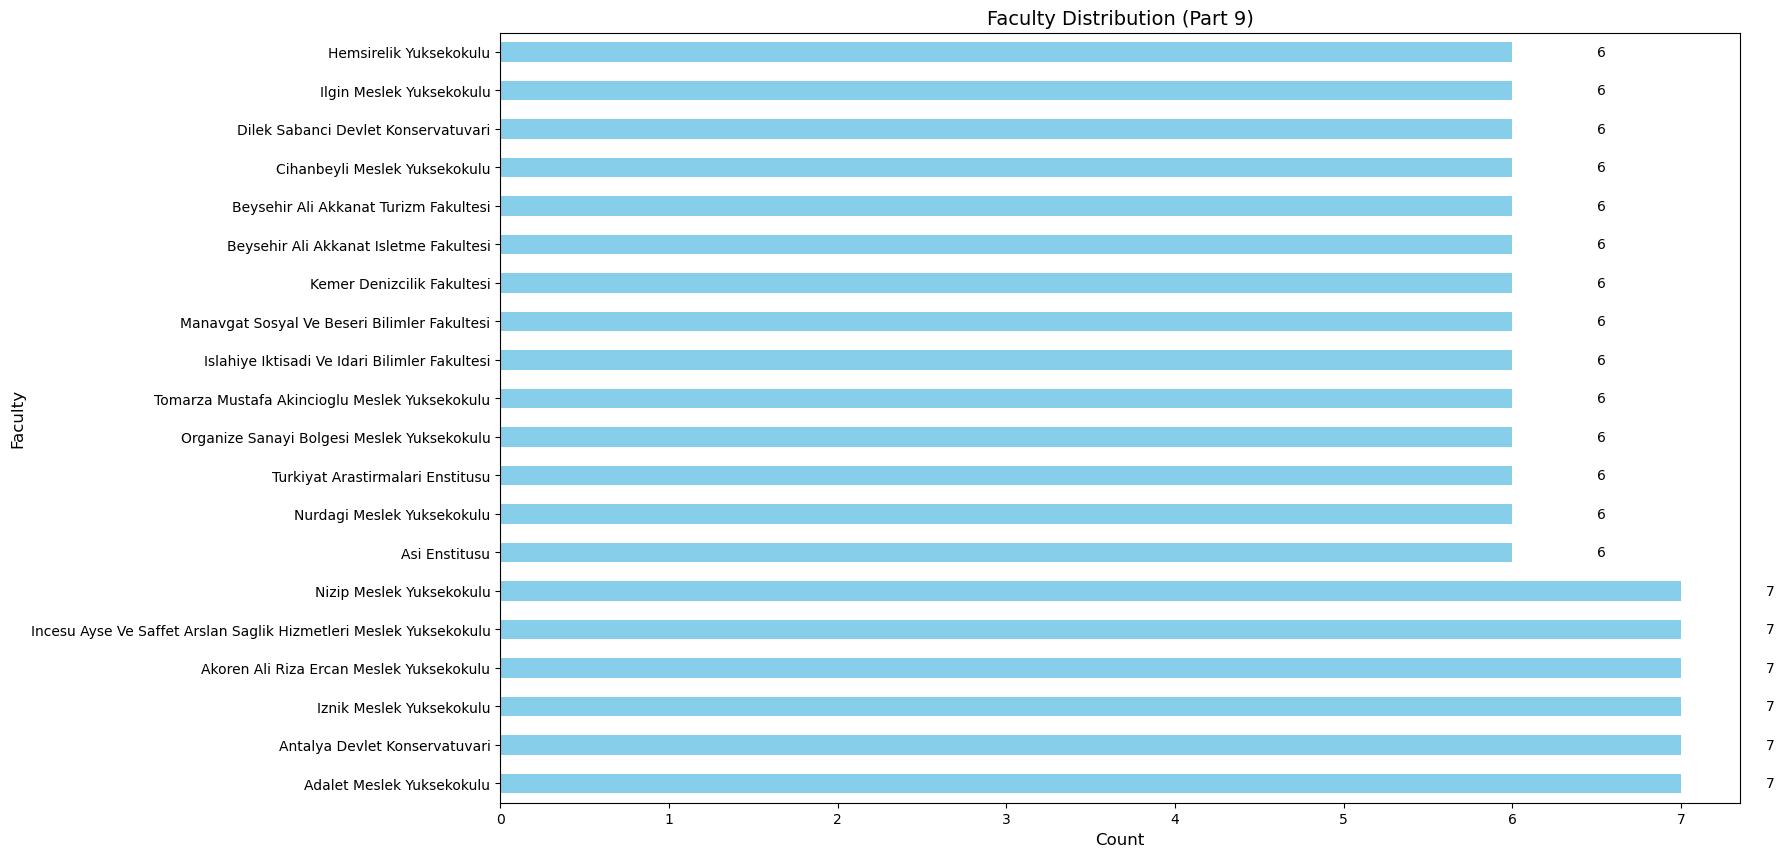 Faculty Distribution (Part 9)
Faculty
Hemsirelik Yuksekokulu 6
Ilgin Meslek Yuksekokulu 6
Dilek Sabanci Devlet Konservatuvari 6
Cihanbeyli Meslek Yuksekokulu 6
Beysehir Ali Akkanat Turizm Fakultesi 6
Beysehir Ali Akkanat Isletme Fakultesi 6
Kemer Denizcilik Fakultesi 6
Manavgat Sosyal Ve Beseri Bilimler Fakultesi 6
Islahiye Iktisadi Ve Idari Bilimler Fakultesi 6
Tomarza Mustafa Akincioglu Meslek Yuksekokulu 6
Organize Sanayi Bolgesi Meslek Yuksekokulu 6
Turkiyat Arastirmalari Enstitusu 6
Nurdagi Meslek Yuksekokulu 6
Asi Enstitusu 6
Nizip Meslek Yuksekokulu 7
Incesu Ayse Ve Saffet Arslan Saglik Hizmetleri Meslek Yuksekokulu 7
Akoren Ali Riza Ercan Meslek Yuksekokulu 7
Iznik Meslek Yuksekokulu 7
Antalya Devlet Konservatuvari 7
Adalet Meslek Yuksekokulu 7
0 1 2 3 4 5 6 7
Count